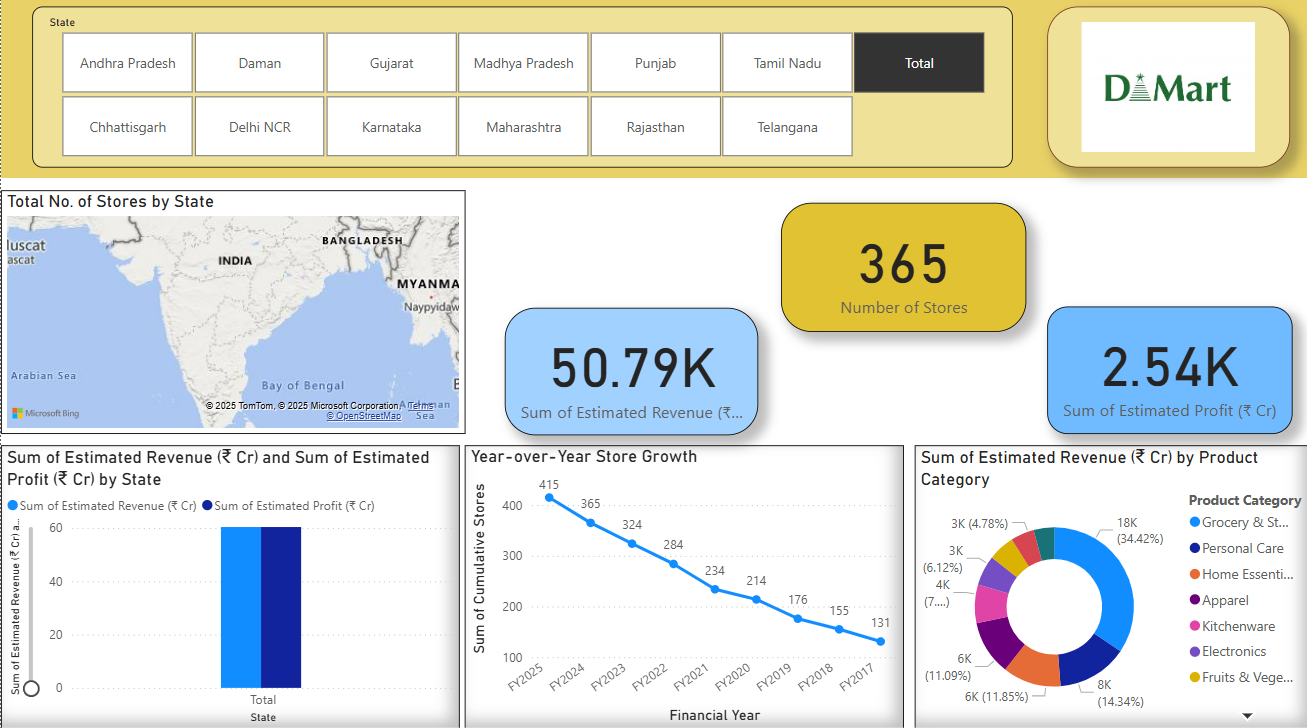 State
Andhra Pradesh
Daman
Gujarat
Madhya Pradesh
Punjab
Tamil Nadu
Total
Chhattisgarh
Delhi NCR
Karnataka
Maharashtra
Rajasthan
Telangana
DMart
Total No. of Stores by State
luscat
ascat
INDIA
BANGLADESH
MYANMA
Naypyidaw
Arabian Sea
Bay of Bengal
Sea
Microsoft Bing
© 2025 TomTom, © 2025 Microsoft Corporation, Terms
© OpenStreetMap
365
Number of Stores
50.79K
Sum of Estimated Revenue (₹...
2.54K
Sum of Estimated Profit (₹ Cr)
Sum of Estimated Revenue (₹ Cr) and Sum of Estimated
Profit (₹ Cr) by State
Sum of Estimated Revenue (₹ Cr)
Sum of Estimated Profit (₹ Cr)
Sum of Estimated Revenue (₹ Cr) a...
60
40
20
0
Total
State
Year-over-Year Store Growth
Sum of Cumulative Stores
400
300
200
100
415
365
324
284
234
214
176
155
131
FY2025
FY2024
FY2023
FY2022
FY2021
FY2020
FY2019
FY2018
FY2017
Financial Year
Sum of Estimated Revenue (₹ Cr) by Product
Category
18K
(34.42%)
8K
(14.34%)
6K (11.85%)
6K
(11.09%)
4K
(7....)
3K
(6.12%)
3K (4.78%)
Product Category
Grocery & St...
Personal Care
Home Essenti...
Apparel
Kitchenware
Electronics
Fruits & Vege...